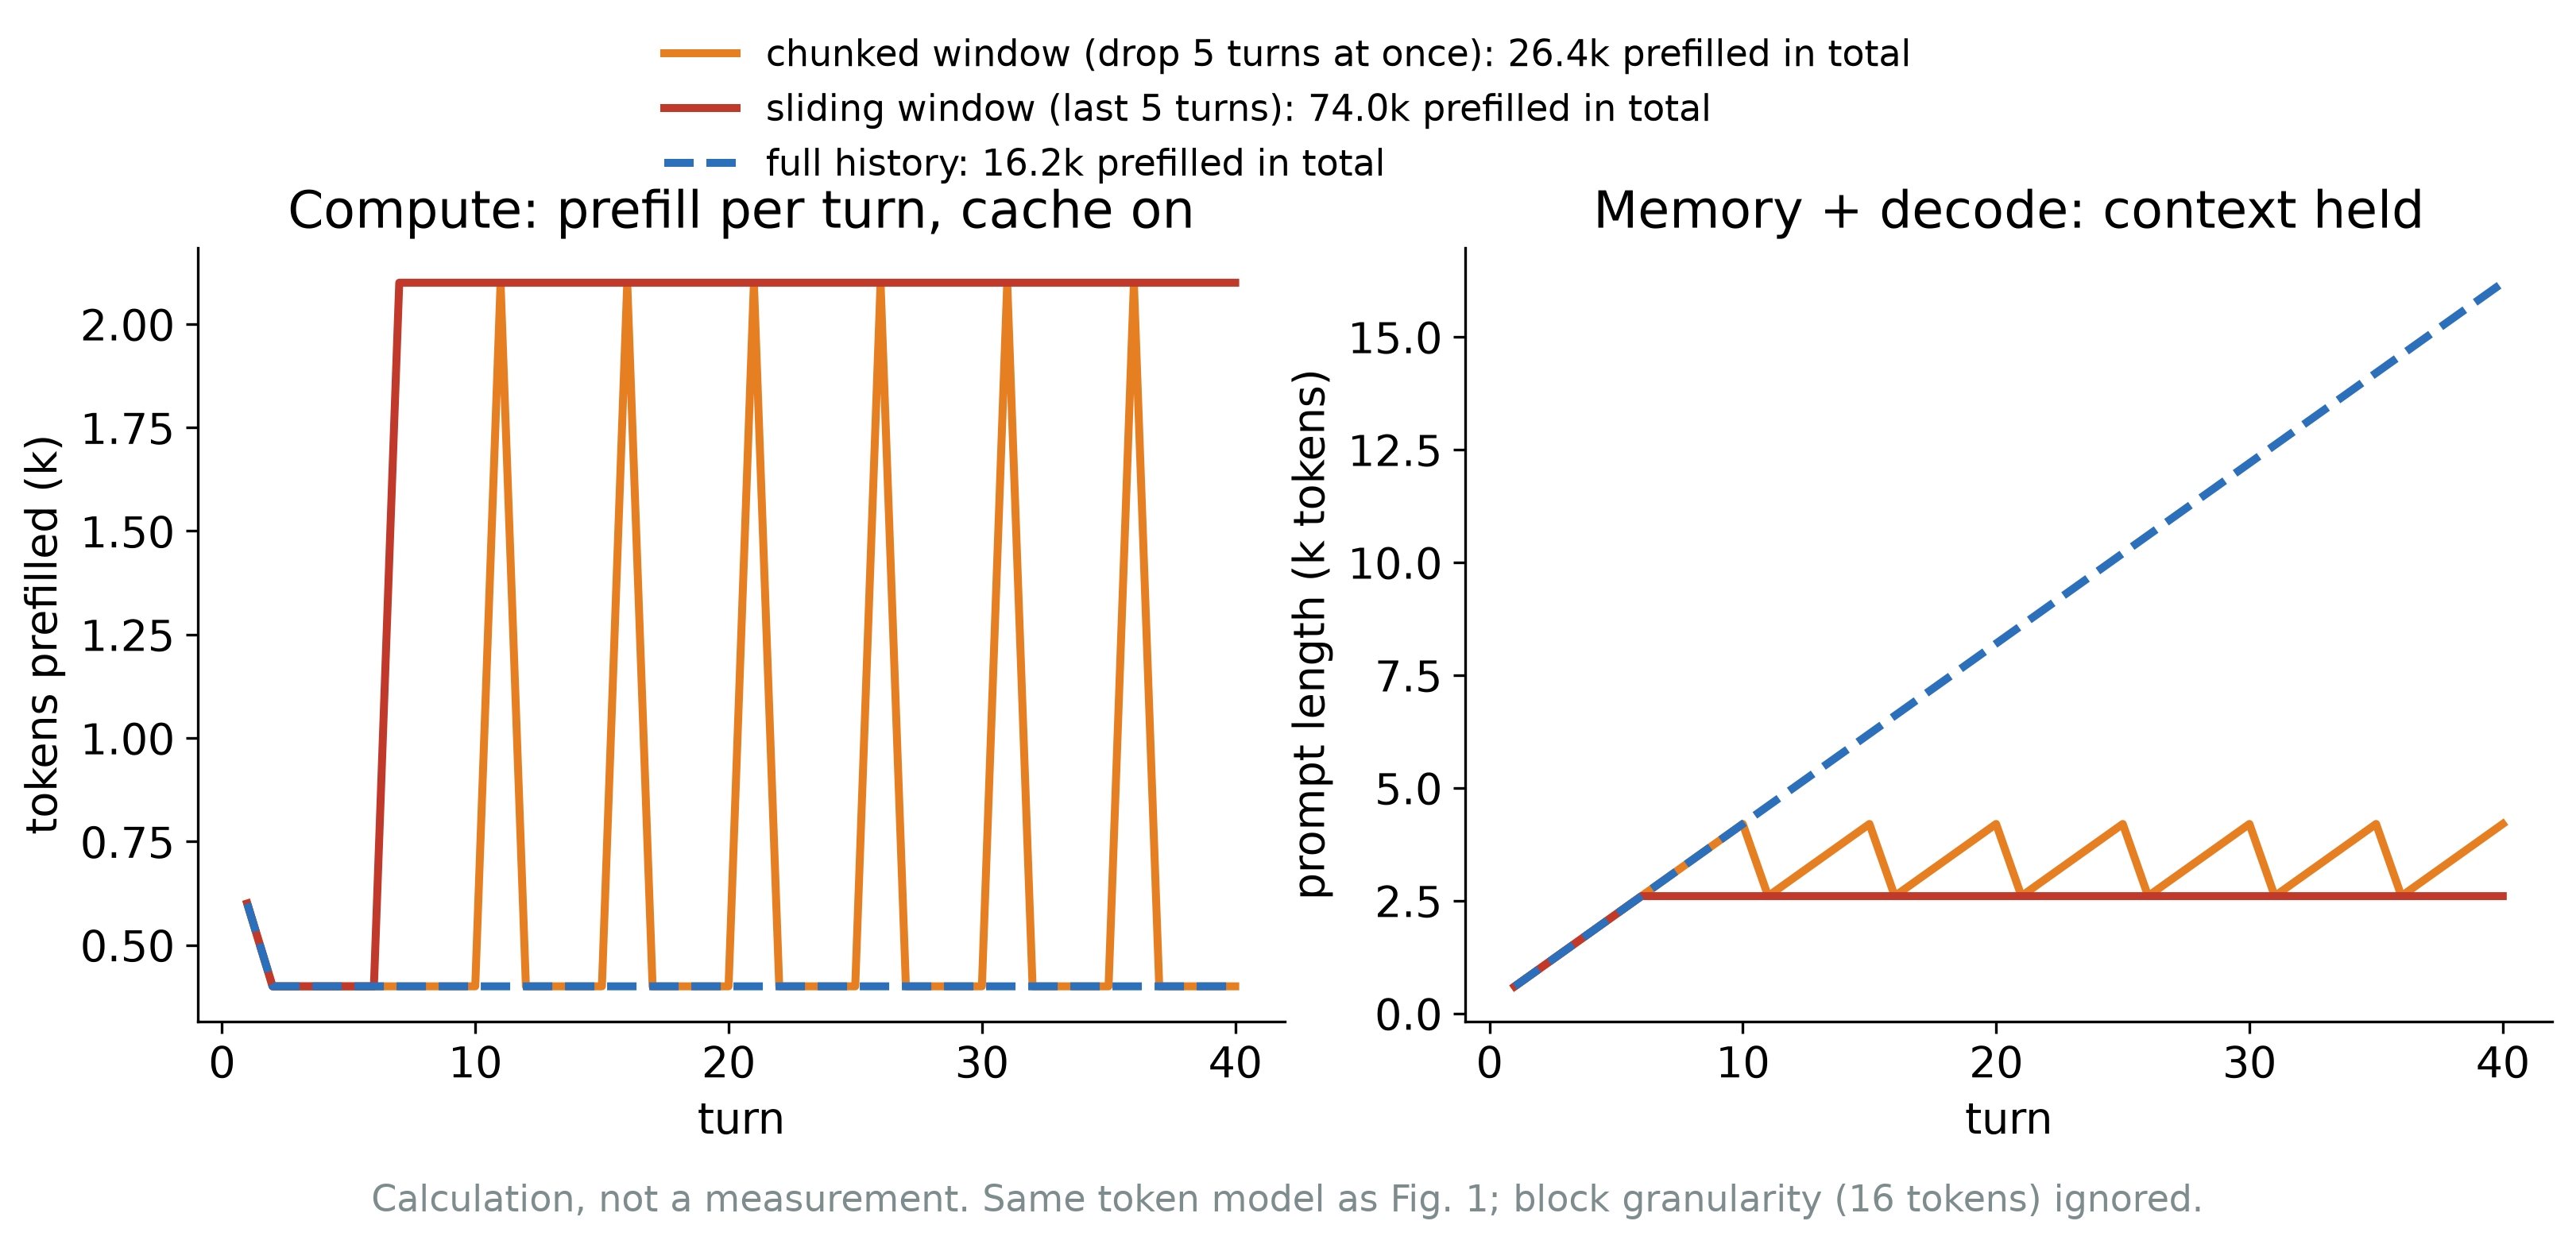 chunked window (drop 5 turns at once): 26.4k prefilled in total
sliding window (last 5 turns): 74.0k prefilled in total
full history: 16.2k prefilled in total
Compute: prefill per turn, cache on
tokens prefilled (k)
2.00
1.75
1.50
1.25
1.00
0.75
0.50
0
10
20
30
40
turn
Memory + decode: context held
prompt length (k tokens)
15.0
12.5
10.0
7.5
5.0
2.5
0.0
0
10
20
30
40
turn
Calculation, not a measurement. Same token model as Fig. 1; block granularity (16 tokens) ignored.